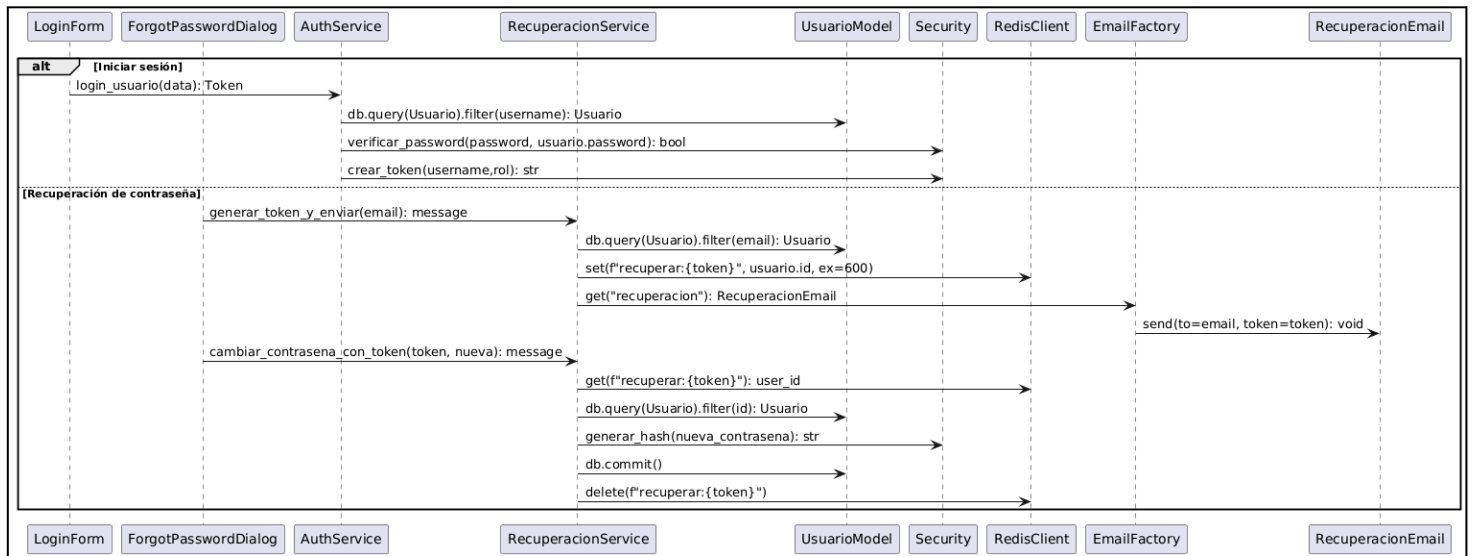 LoginForm ForgotPasswordDialog AuthService RecuperacionService UsuarioModel Security RedisClient EmailFactory RecuperacionEmail
alt [Iniciar sesión]
login_usuario(data): Token
db.query(Usuario).filter(username): Usuario
verificar_password(password, usuario.password): bool
crear_token(username,rol): str
[Recuperación de contraseña]
generar_token_y_enviar(email): message
db.query(Usuario).filter(email): Usuario
set(f"recuperar:{token}", usuario.id, ex=600)
get("recuperacion"): RecuperacionEmail
send(to=email, token=token): void
cambiar_contrasena_con_token(token, nueva): message
get(f"recuperar:{token}"): user_id
db.query(Usuario).filter(id): Usuario
generar_hash(nueva_contrasena): str
db.commit()
delete(f"recuperar:{token}")
LoginForm ForgotPasswordDialog AuthService RecuperacionService UsuarioModel Security RedisClient EmailFactory RecuperacionEmail